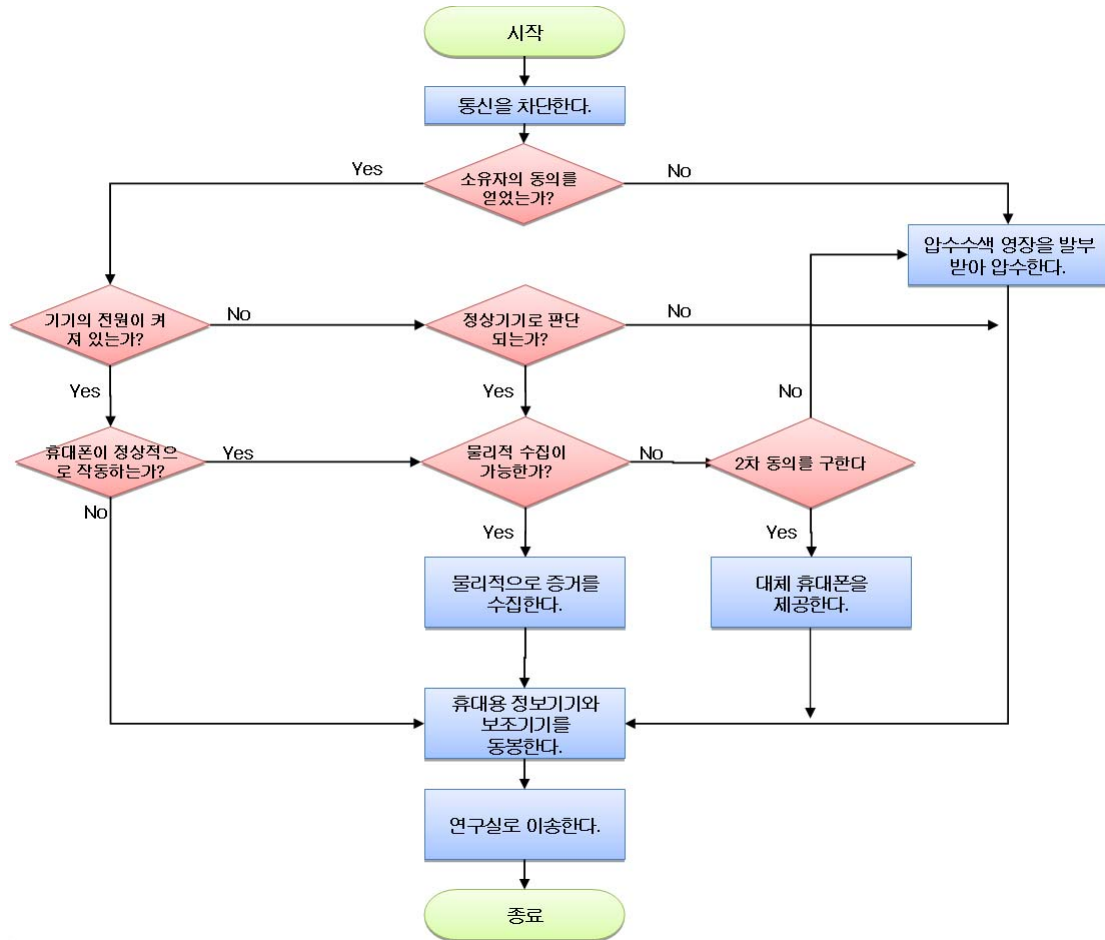 시작
통신을 차단한다.
Yes
소유자의 동의를
얻었는가?
No
압수수색 영장을 발부
받아 압수한다.
기기의 전원이 켜
져 있는가?
No
정상기기로 판단
되는가?
No
Yes
Yes
No
휴대폰이 정상적으
로 작동하는가?
Yes
물리적 수집이
가능한가?
No
2차 동의를 구한다
No
Yes
Yes
물리적으로 증거를
수집한다.
대체 휴대폰을
제공한다.
휴대용 정보기기와
보조기기를
동봉한다.
연구실로 이송한다.
종료